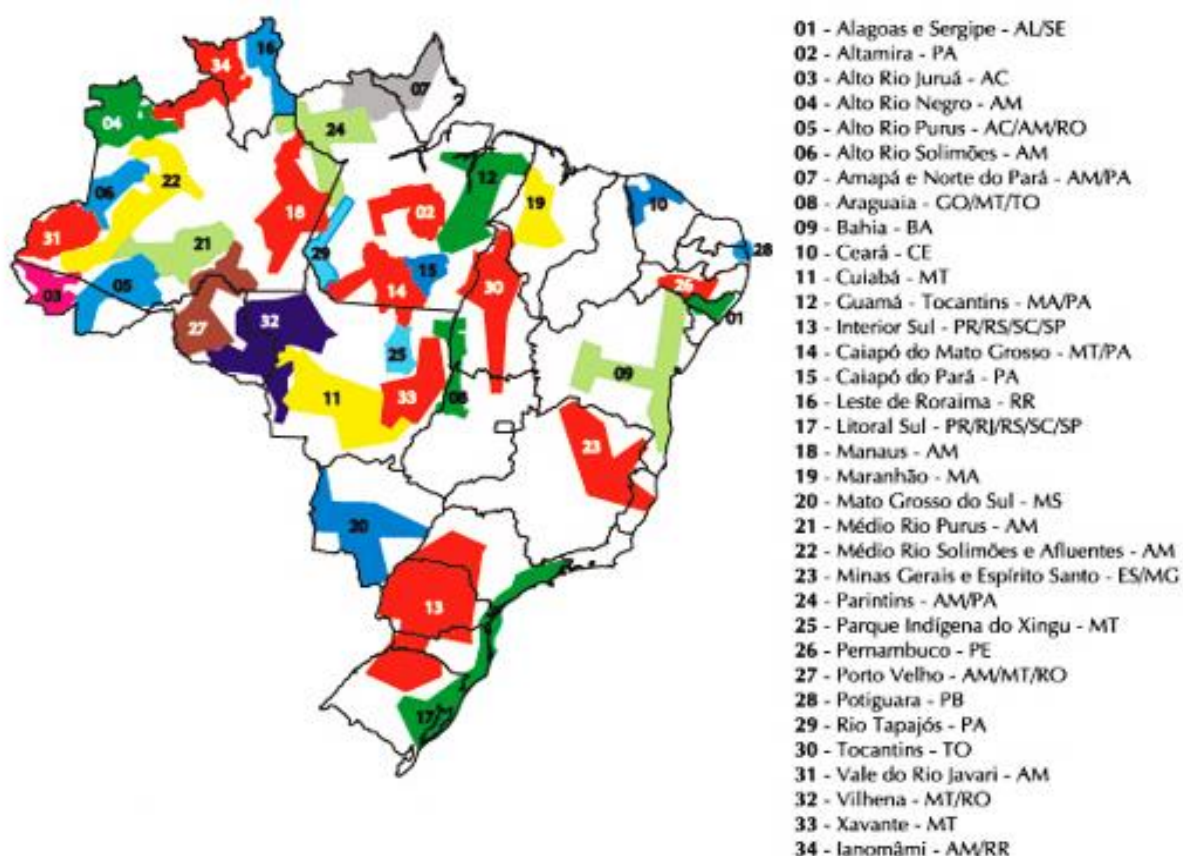 34
16
07
04
24
22
06
12
02
19
10
18
31
21
29
28
15
30
05
14
26
03
01
27
32
25
09
11
33
08
23
20
13
17
01 - Alagoas e Sergipe - AL/SE
02 - Altamira - PA
03 - Alto Rio Juruá - AC
04 - Alto Rio Negro - AM
05 - Alto Rio Purus - AC/AM/RO
06 - Alto Rio Solimões - AM
07 - Amapá e Norte do Pará - AM/PA
08 - Araguaia - GO/MT/TO
09 - Bahia - BA
10 - Ceará - CE
11 - Cuiabá - MT
12 - Guamá - Tocantins - MA/PA
13 - Interior Sul - PR/RS/SC/SP
14 - Caiapó do Mato Grosso - MT/PA
15 - Caiapó do Pará - PA
16 - Leste de Roraima - RR
17 - Litoral Sul - PR/RJ/RS/SC/SP
18 - Manaus - AM
19 - Maranhão - MA
20 - Mato Grosso do Sul - MS
21 - Médio Rio Purus - AM
22 - Médio Rio Solimões e Afluentes - AM
23 - Minas Gerais e Espírito Santo - ES/MG
24 - Parintins - AM/PA
25 - Parque Indígena do Xingu - MT
26 - Pernambuco - PE
27 - Porto Velho - AM/MT/RO
28 - Potiguara - PB
29 - Rio Tapajós - PA
30 - Tocantins - TO
31 - Vale do Rio Javari - AM
32 - Vilhena - MT/RO
33 - Xavante - MT
34 - Ianomâmi - AM/RR